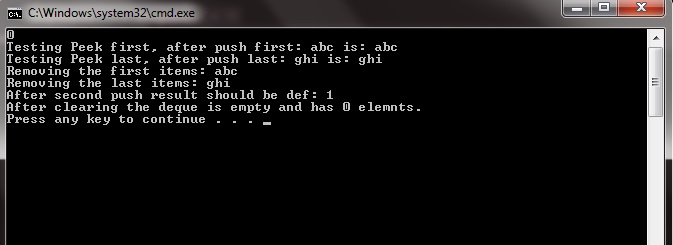 C:\Windows\system32\cmd.exe
0
Testing Peek first, after push first: abc is: abc
Testing Peek last, after push last: ghi is: ghi
Removing the first items: abc
Removing the last items: ghi
After second push result should be def: 1
After clearing the deque is empty and has 0 elemnts.
Press any key to continue . . .